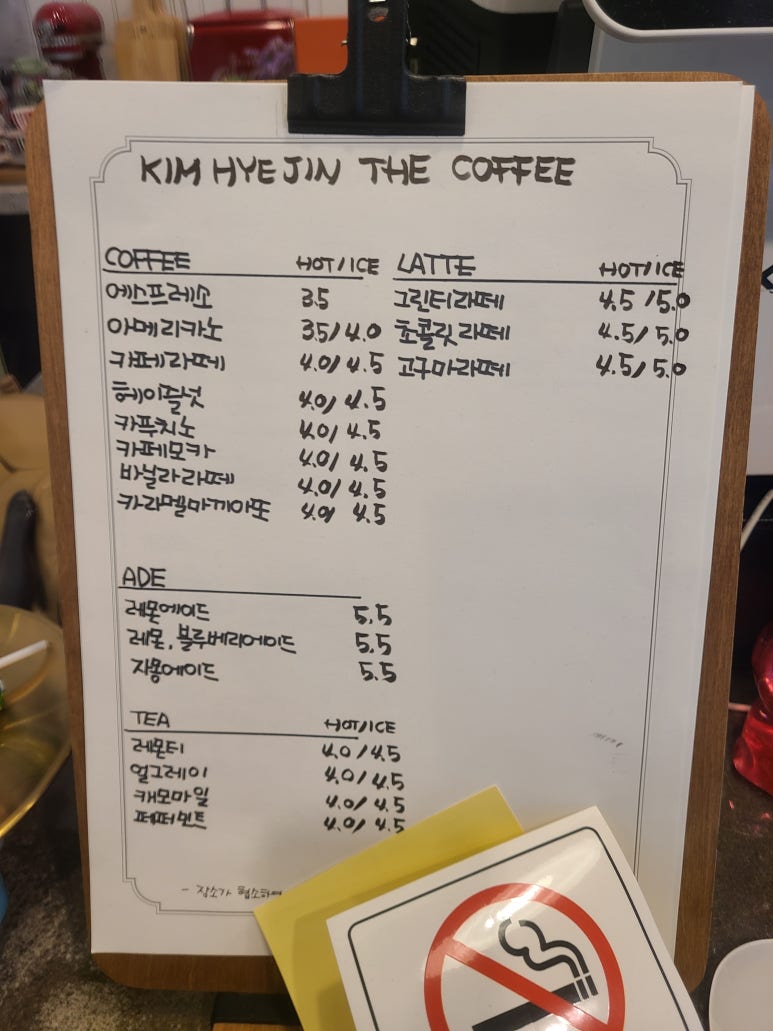 KIM HYEJIN THE COFFEE
COFFEE HOT/ICE
에스프레소 3.5
아메리카노 3.5/4.0
카페라떼 4.0/4.5
헤이즐넛 4.0/4.5
카푸치노 4.0/4.5
카페모카 4.0/4.5
바닐라라떼 4.0/4.5
카라멜마끼아또 4.0/4.5
LATTE HOT/ICE
그린티라떼 4.5/5.0
초콜릿라떼 4.5/5.0
고구마라떼 4.5/5.0
ADE
레몬에이드 5.5
레몬,블루베리에이드 5.5
자몽에이드 5.5
TEA HOT/ICE
레몬티 4.0/4.5
얼그레이 4.0/4.5
캐모마일 4.0/4.5
페퍼민트 4.0/4.5
- 장소가 협소하여